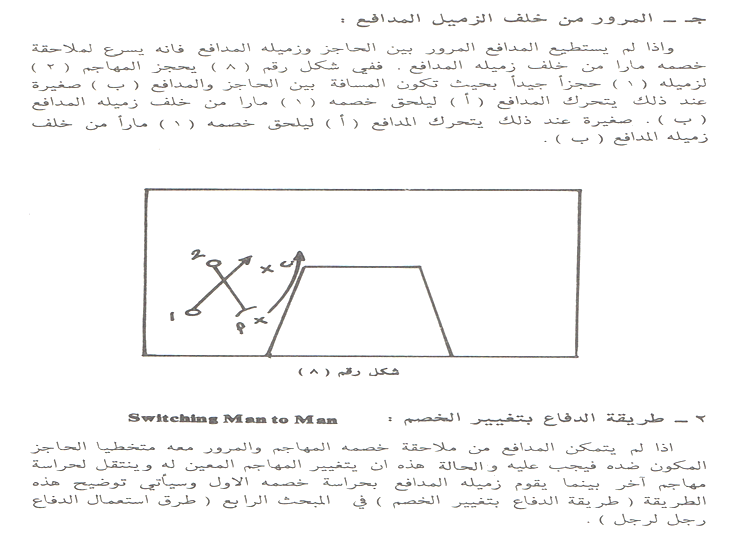 جـ ـ المرور من خلف الزميل المدافع :
واذا لم يستطيع المدافع المرور بين الحاجز وزميله المدافع فانه يسرع لملاحقة
خصمه مارا من خلف زميله المدافع . ففي شكل رقم ( ٨ ) يحجز المهاجم ( ٢ )
لزميله ( ١ ) حجزاً جيداً بحيث تكون المسافة بين الحاجز والمدافع ( ب ) صغيرة
عند ذلك يتحرك المدافع ( أ ) ليلحق خصمه ( ١ ) مارا من خلف زميله المدافع
( ب ) . صغيرة عند ذلك يتحرك المدافع ( أ ) ليلحق خصمه ( ١ ) ماراً من خلف
زميله المدافع ( ب ) .
2
x ب
1
x م
شكل رقم ( ٨ )
٢ ـ طريقة الدفاع بتغيير الخصم : Switching Man to Man
اذا لم يتمكن المدافع من ملاحقة خصمه المهاجم والمرور معه متخطيا الحاجز
المكون ضده فيجب عليه والحالة هذه ان يتغيير المهاجم المعين له وينتقل لحراسة
مهاجم آخر بينما يقوم زميله المدافع بحراسة خصمه الاول وسيأتي توضيح هذه
الطريقة ( طريقة الدفاع بتغيير الخصم ) في المبحث الرابع ( طرق استعمال الدفاع
رجل لرجل ) .